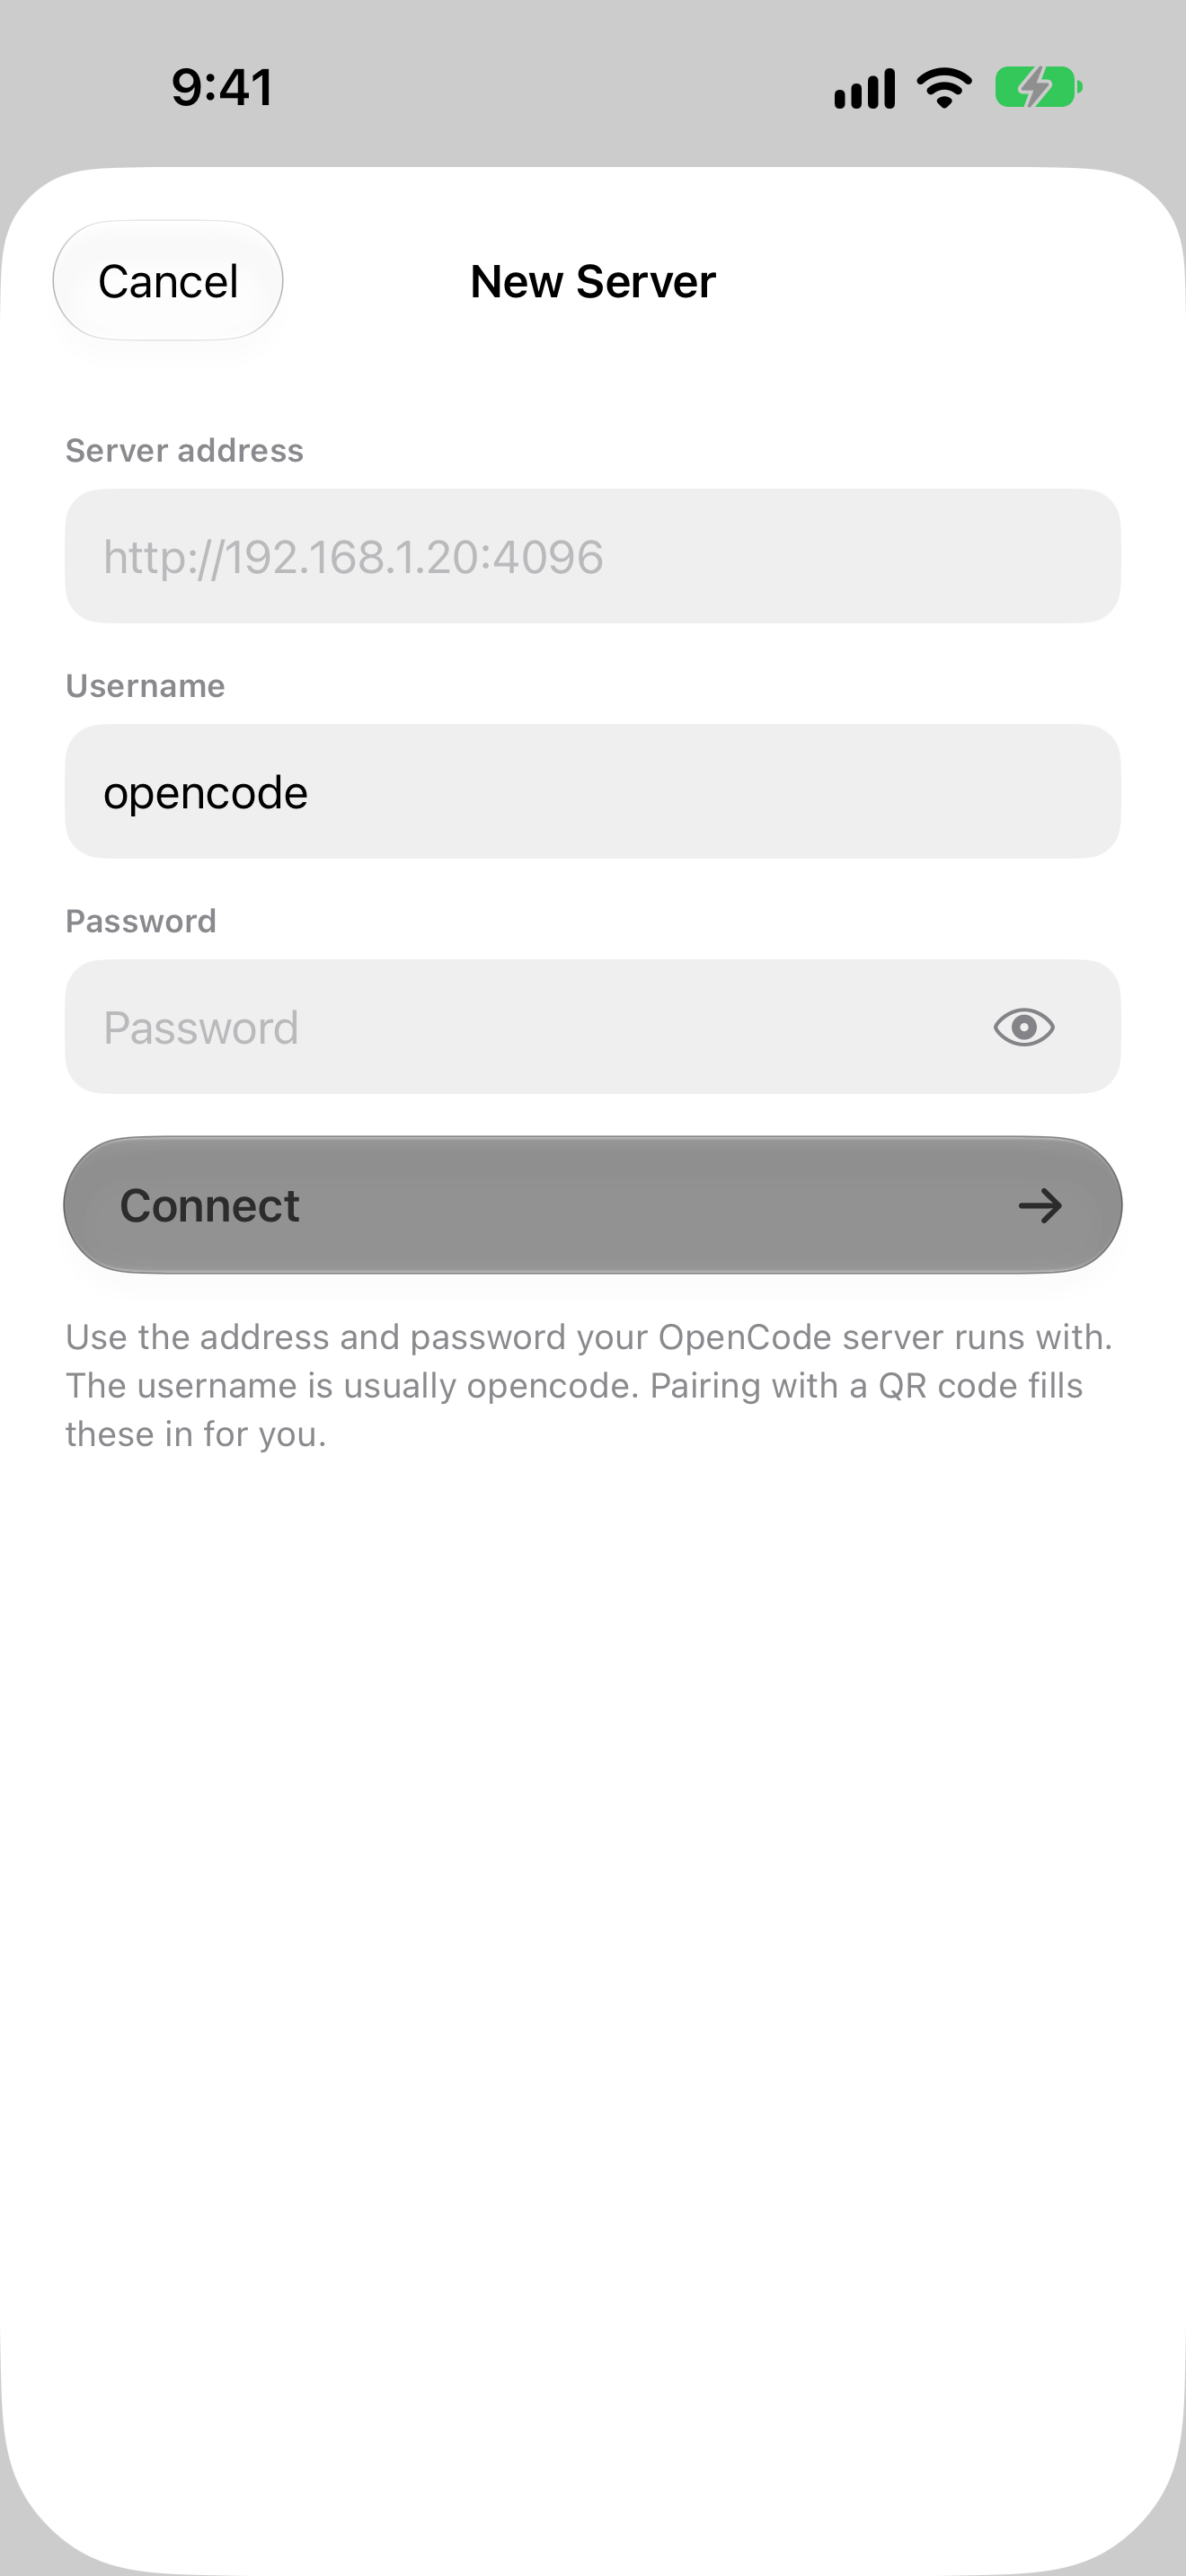 9:41
Cancel
New Server
Server address
http://192.168.1.20:4096
Username
opencode
Password
Password
Connect
Use the address and password your OpenCode server runs with.
The username is usually opencode. Pairing with a QR code fills
these in for you.